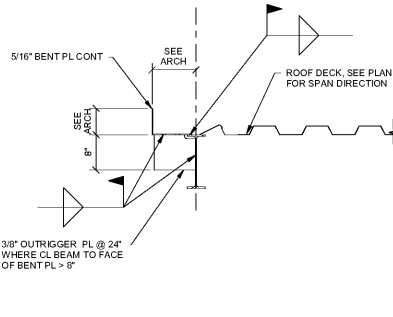 SEE
ARCH
5/16" BENT PL CONT
ROOF DECK, SEE PLAN
FOR SPAN DIRECTION
SEE
ARCH
8"
3/8" OUTRIGGER PL @ 24"
WHERE CL BEAM TO FACE
OF BENT PL > 8"